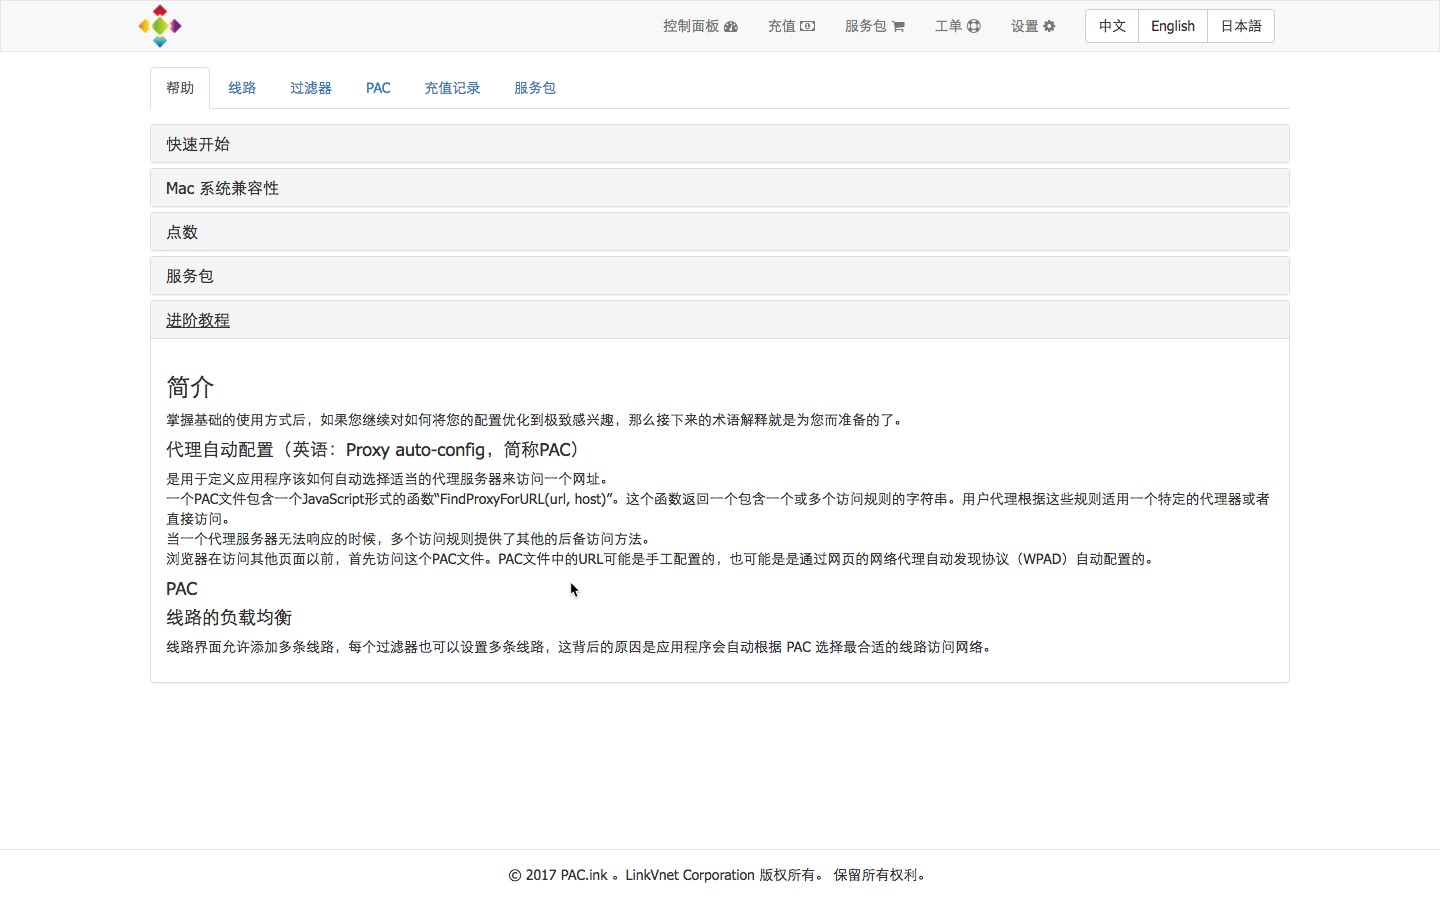 控制面板 充值 服务包 工单 设置 中文 English 日本語
帮助 线路 过滤器 PAC 充值记录 服务包
快速开始
Mac 系统兼容性
点数
服务包
进阶教程
简介
掌握基础的使用方式后，如果您继续对如何将您的配置优化到极致感兴趣，那么接下来的术语解释就是为您而准备的了。
代理自动配置（英语：Proxy auto-config，简称PAC）
是用于定义应用程序该如何自动选择适当的代理服务器来访问一个网址。
一个PAC文件包含一个JavaScript形式的函数“FindProxyForURL(url, host)”。这个函数返回一个包含一个或多个访问规则的字符串。用户代理根据这些规则适用一个特定的代理器或者
直接访问。
当一个代理服务器无法响应的时候，多个访问规则提供了其他的后备访问方法。
浏览器在访问其他页面以前，首先访问这个PAC文件。PAC文件中的URL可能是手工配置的，也可能是是通过网页的网络代理自动发现协议（WPAD）自动配置的。
PAC
线路的负载均衡
线路界面允许添加多条线路，每个过滤器也可以设置多条线路，这背后的原因是应用程序会自动根据 PAC 选择最合适的线路访问网络。
© 2017 PAC.ink 。LinkVnet Corporation 版权所有。 保留所有权利。